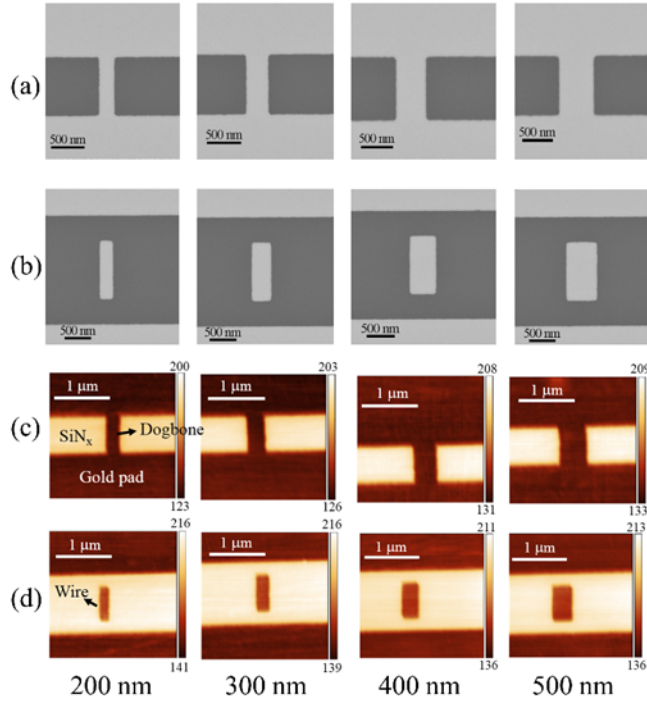 (a)
500 nm
500 nm
500 nm
500 nm
(b)
500 nm
500 nm
500 nm
500 nm
(c)
200
203
208
209
1 μm
1 μm
1 μm
1 μm
SiNx
Dogbone
Gold pad
123
126
131
133
(d)
216
216
211
213
1 μm
1 μm
1 μm
1 μm
Wire
141
139
136
136
200 nm
300 nm
400 nm
500 nm